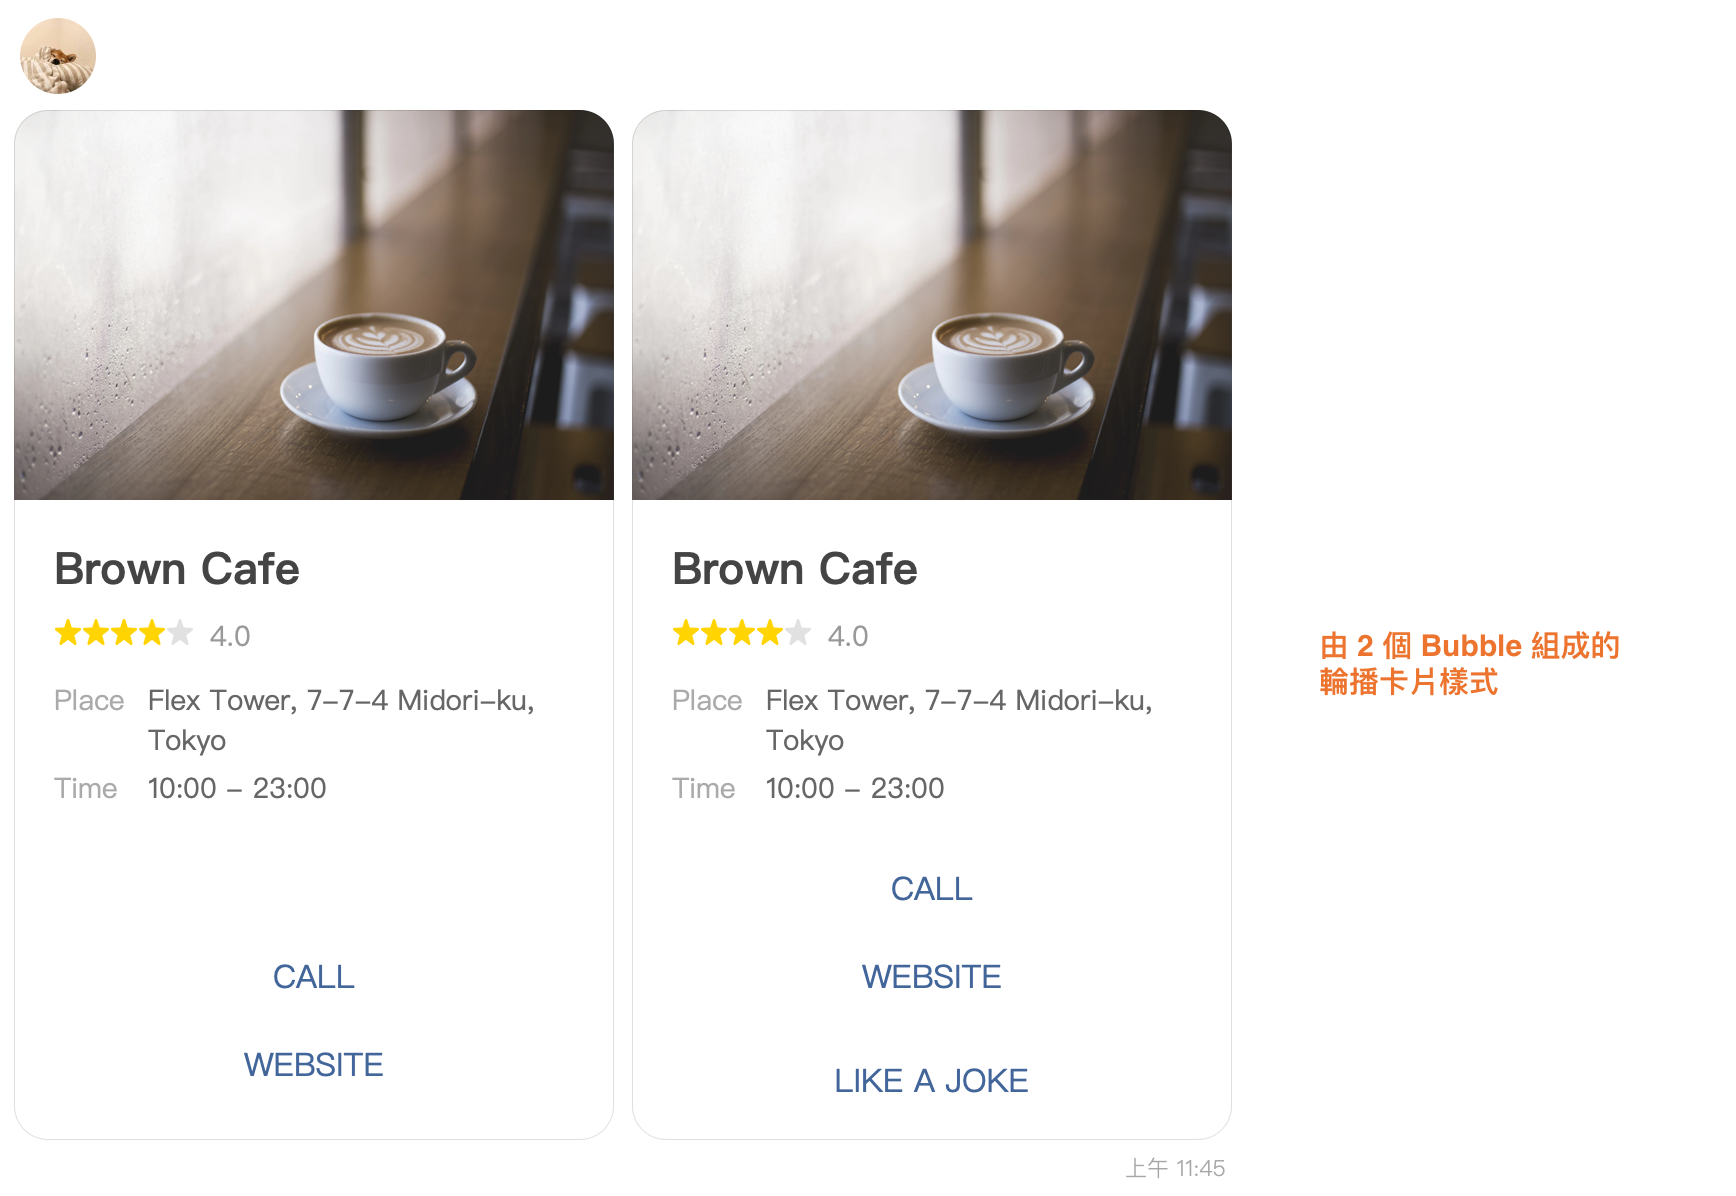 Brown Cafe
4.0
Place Flex Tower, 7–7–4 Midori–ku,
Tokyo
Time 10:00 – 23:00
CALL
WEBSITE
Brown Cafe
4.0
Place Flex Tower, 7–7–4 Midori–ku,
Tokyo
Time 10:00 – 23:00
CALL
WEBSITE
LIKE A JOKE
上午 11:45
由 2 個 Bubble 組成的
輪播卡片樣式